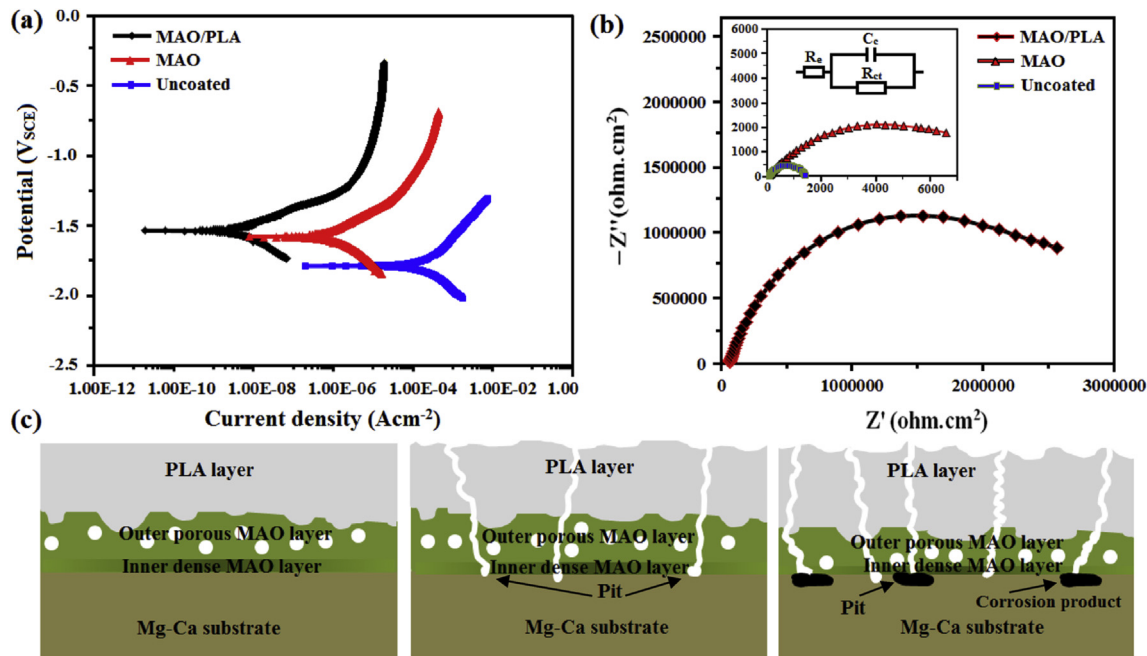 (a)
0.0
-0.5
-1.0
-1.5
-2.0
-2.5
Potential (V_SCE)
MAO/PLA
MAO
Uncoated
1.00E-12 1.00E-10 1.00E-08 1.00E-06 1.00E-04 1.00E-02 1.00
Current density (Acm⁻²)
(b)
2500000
2000000
1500000
1000000
500000
0
−Z''(ohm.cm²)
6000
5000
4000
3000
2000
1000
0
0 2000 4000 6000
C_c
R_e
R_ct
MAO/PLA
MAO
Uncoated
0 1000000 2000000 3000000
Z' (ohm.cm²)
(c)
PLA layer
Outer porous MAO layer
Inner dense MAO layer
Mg-Ca substrate
PLA layer
Outer porous MAO layer
Inner dense MAO layer
Pit
Mg-Ca substrate
PLA layer
Outer porous MAO layer
Inner dense MAO layer
Pit
Corrosion product
Mg-Ca substrate